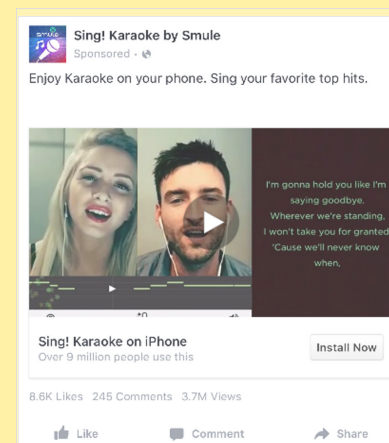 smule
Sing! Karaoke by Smule
Sponsored ·
Enjoy Karaoke on your phone. Sing your favorite top hits.
I'm gonna hold you like I'm
saying goodbye.
Wherever we're standing,
I won't take you for granted
'Cause we'll never know
when,
Sing! Karaoke on iPhone
Over 9 million people use this
Install Now
8.6K Likes 245 Comments 3.7M Views
Like Comment Share